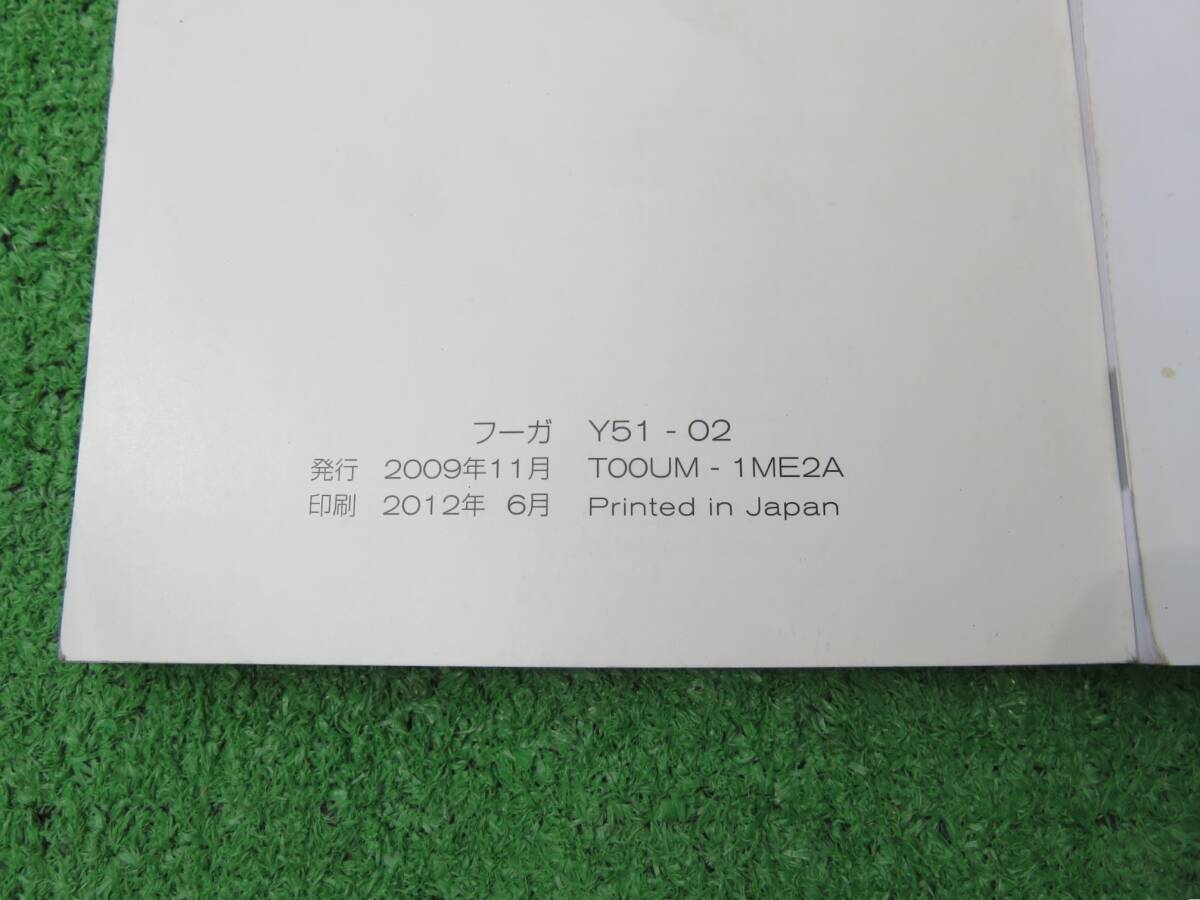 フーガ Y51 - 02
発行 2009年11月 T00UM - 1ME2A
印刷 2012年 6月 Printed in Japan